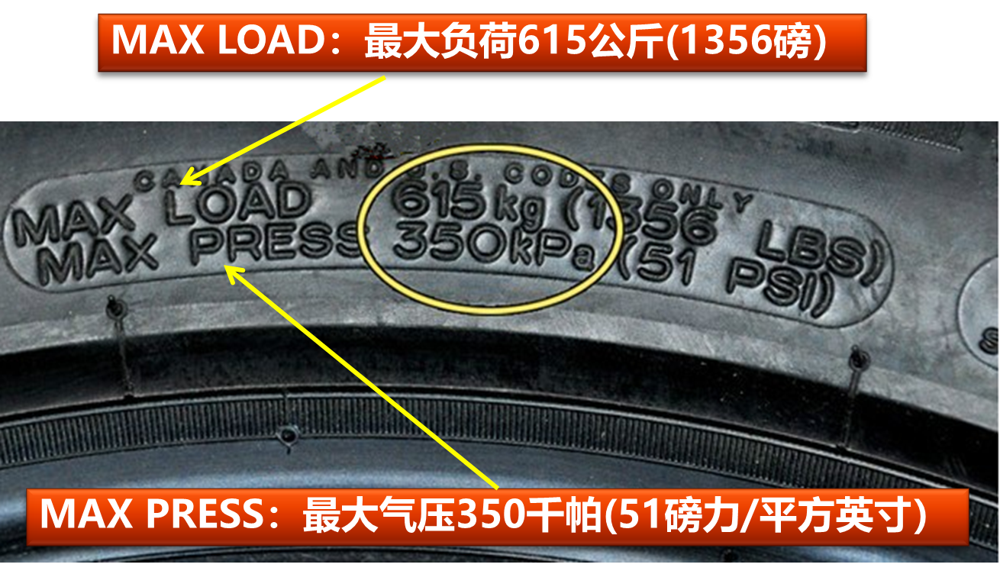 MAX LOAD：最大负荷615公斤(1356磅)
CANADA AND U.S. CODES ONLY
MAX LOAD 615kg (1356 LBS)
MAX PRESS 350kPa (51 PSI)
S
MAX PRESS：最大气压350千帕(51磅力/平方英寸)